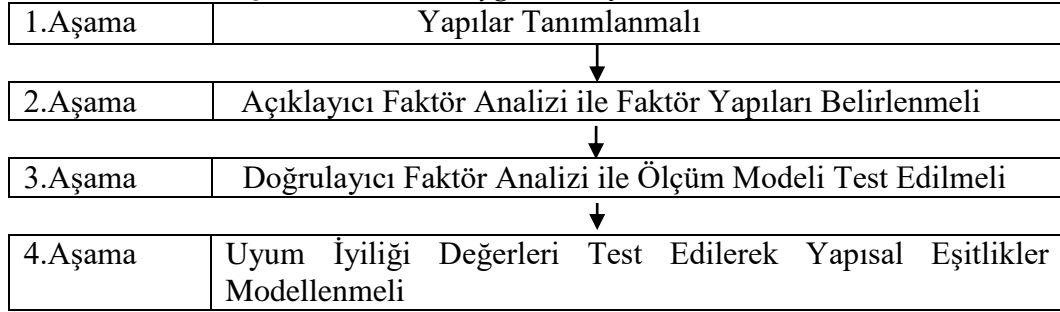 1.Aşama Yapılar Tanımlanmalı
2.Aşama Açıklayıcı Faktör Analizi ile Faktör Yapıları Belirlenmeli
3.Aşama Doğrulayıcı Faktör Analizi ile Ölçüm Modeli Test Edilmeli
4.Aşama Uyum İyiliği Değerleri Test Edilerek Yapısal Eşitlikler
Modellenmeli